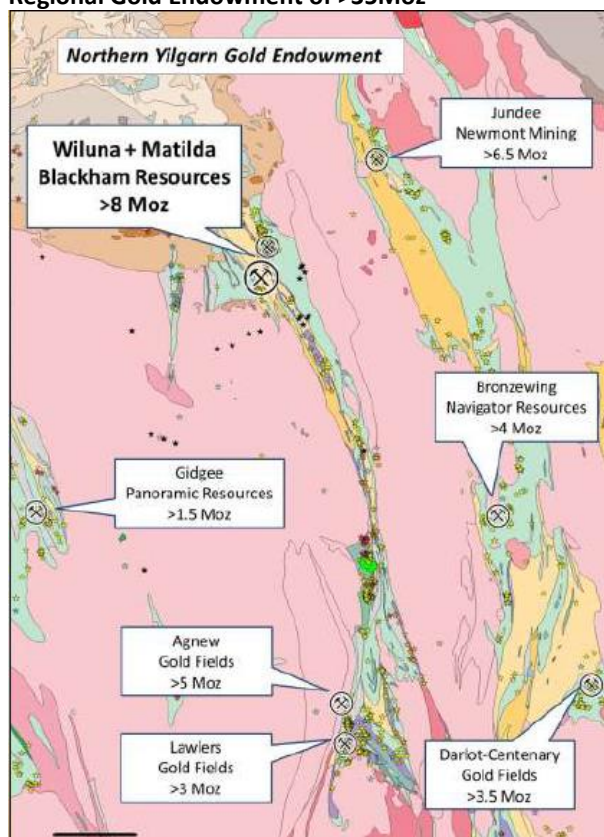 Regional Gold Endowment of >35Moz
Northern Yilgarn Gold Endowment
Jundee
Newmont Mining
>6.5 Moz
Wiluna + Matilda
Blackham Resources
>8 Moz
Bronzewing
Navigator Resources
>4 Moz
Gidgee
Panoramic Resources
>1.5 Moz
Agnew
Gold Fields
>5 Moz
Lawlers
Gold Fields
>3 Moz
Darlot-Centenary
Gold Fields
>3.5 Moz